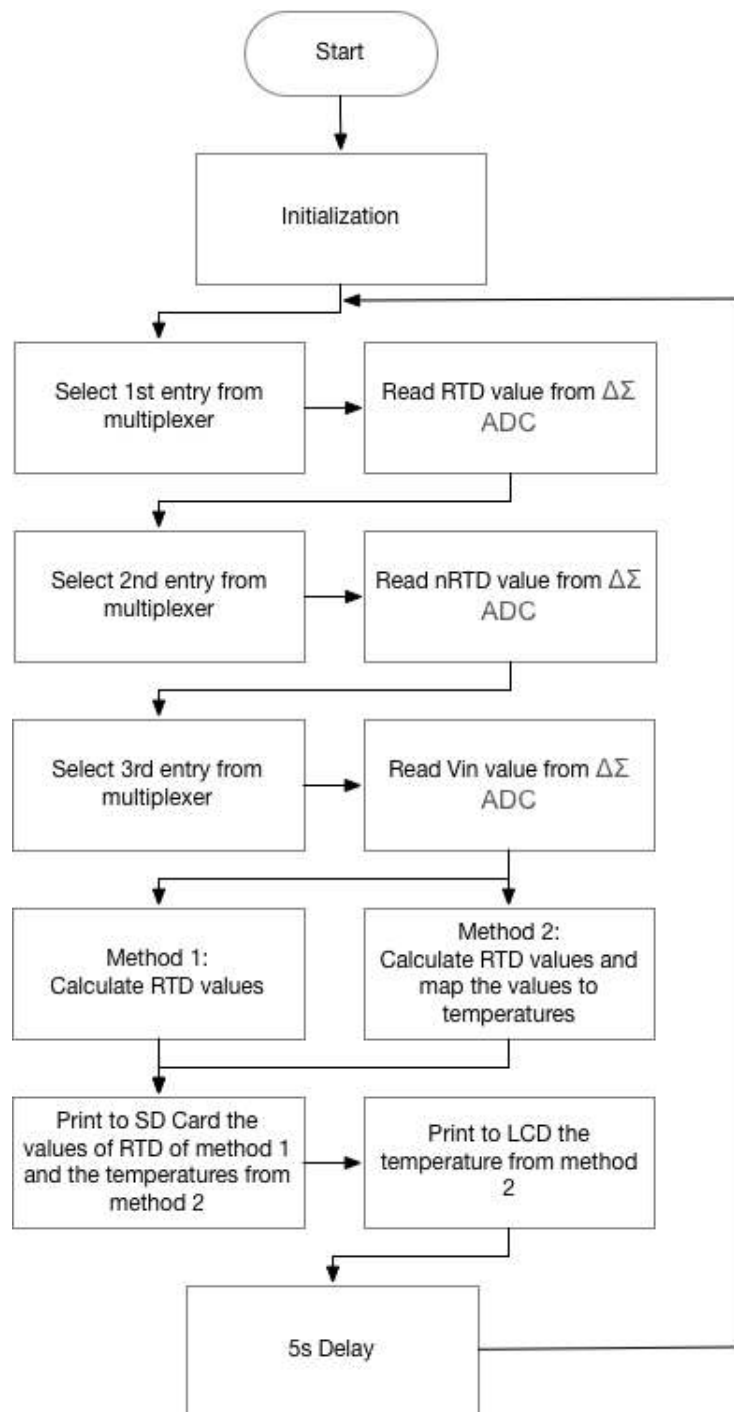 Start
Initialization
Select 1st entry from
multiplexer
Read RTD value from ΔΣ
ADC
Select 2nd entry from
multiplexer
Read nRTD value from ΔΣ
ADC
Select 3rd entry from
multiplexer
Read Vin value from ΔΣ
ADC
Method 1:
Calculate RTD values
Method 2:
Calculate RTD values and
map the values to
temperatures
Print to SD Card the
values of RTD of method 1
and the temperatures from
method 2
Print to LCD the
temperature from method
2
5s Delay